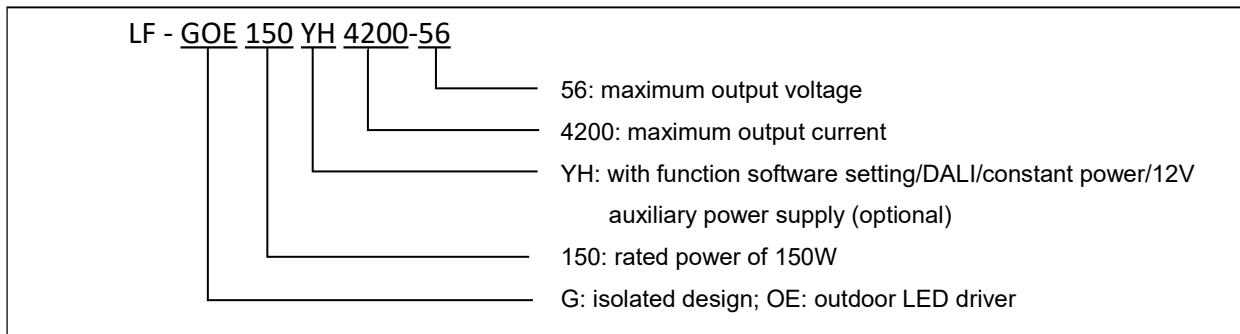 LF - GOE 150 YH 4200-56
56: maximum output voltage
4200: maximum output current
YH: with function software setting/DALI/constant power/12V
auxiliary power supply (optional)
150: rated power of 150W
G: isolated design; OE: outdoor LED driver